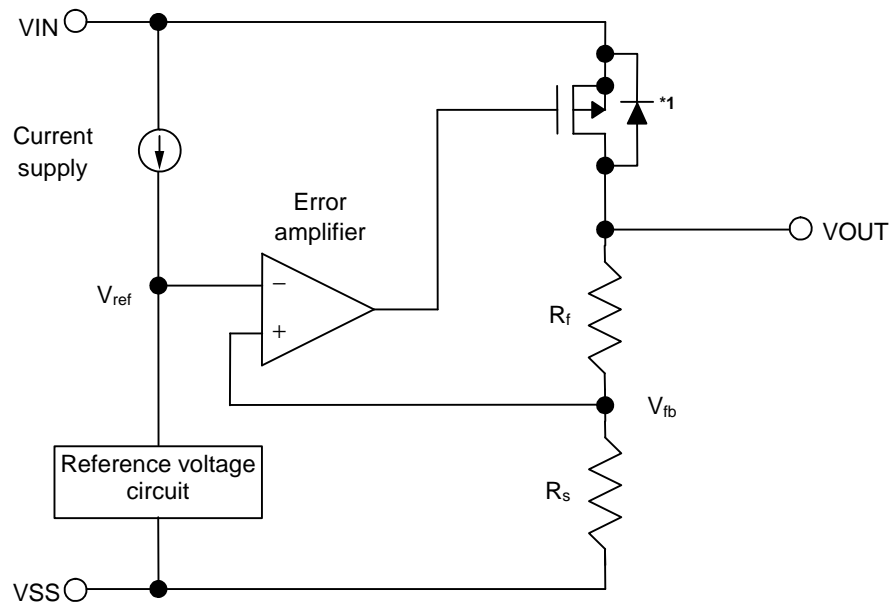 VIN
*1
Current
supply
Error
amplifier
VOUT
Vref
−
+
Rf
Vfb
Reference voltage
circuit
Rs
VSS